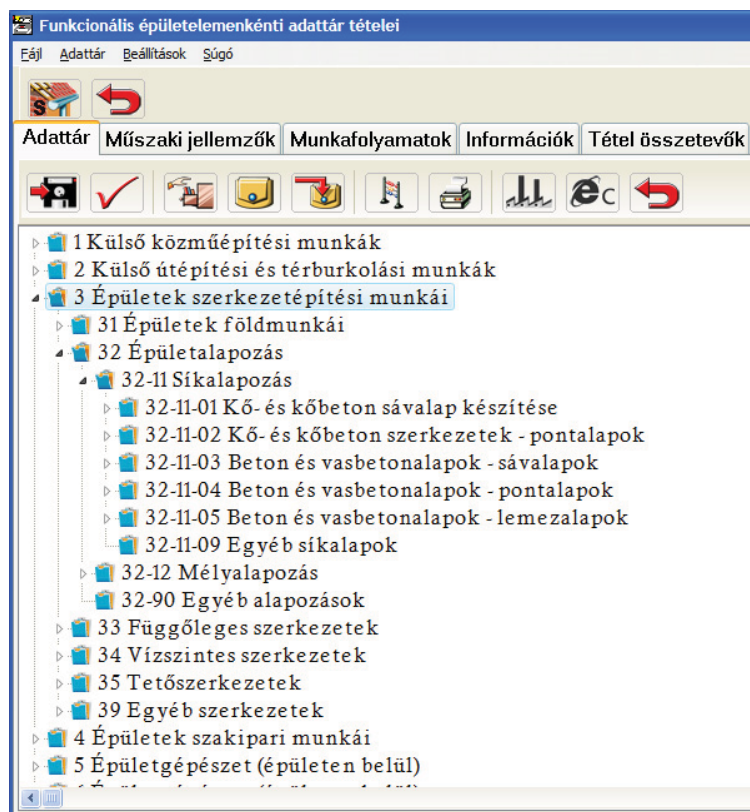 Funkcionális épületelemenkénti adattár tételei
Fájl Adattár Beállítások Súgó
S
Adattár Műszaki jellemzők Munkafolyamatok Információk Tétel összetevők
C
1 Külső közműépítési munkák
2 Külső útépítési és térburkolási munkák
3 Épületek szerkezetépítési munkái
31 Épületek földmunkái
32 Épületalapozás
32-11 Síkalapozás
32-11-01 Kő- és kőbeton sávalap készítése
32-11-02 Kő- és kőbeton szerkezetek - pontalapok
32-11-03 Beton és vasbetonalapok - sávalapok
32-11-04 Beton és vasbetonalapok - pontalapok
32-11-05 Beton és vasbetonalapok - lemezalapok
32-11-09 Egyéb síkalapok
32-12 Mélyalapozás
32-90 Egyéb alapozások
33 Függőleges szerkezetek
34 Vízszintes szerkezetek
35 Tetőszerkezetek
39 Egyéb szerkezetek
4 Épületek szakipari munkái
5 Épületgépészet (épületen belül)